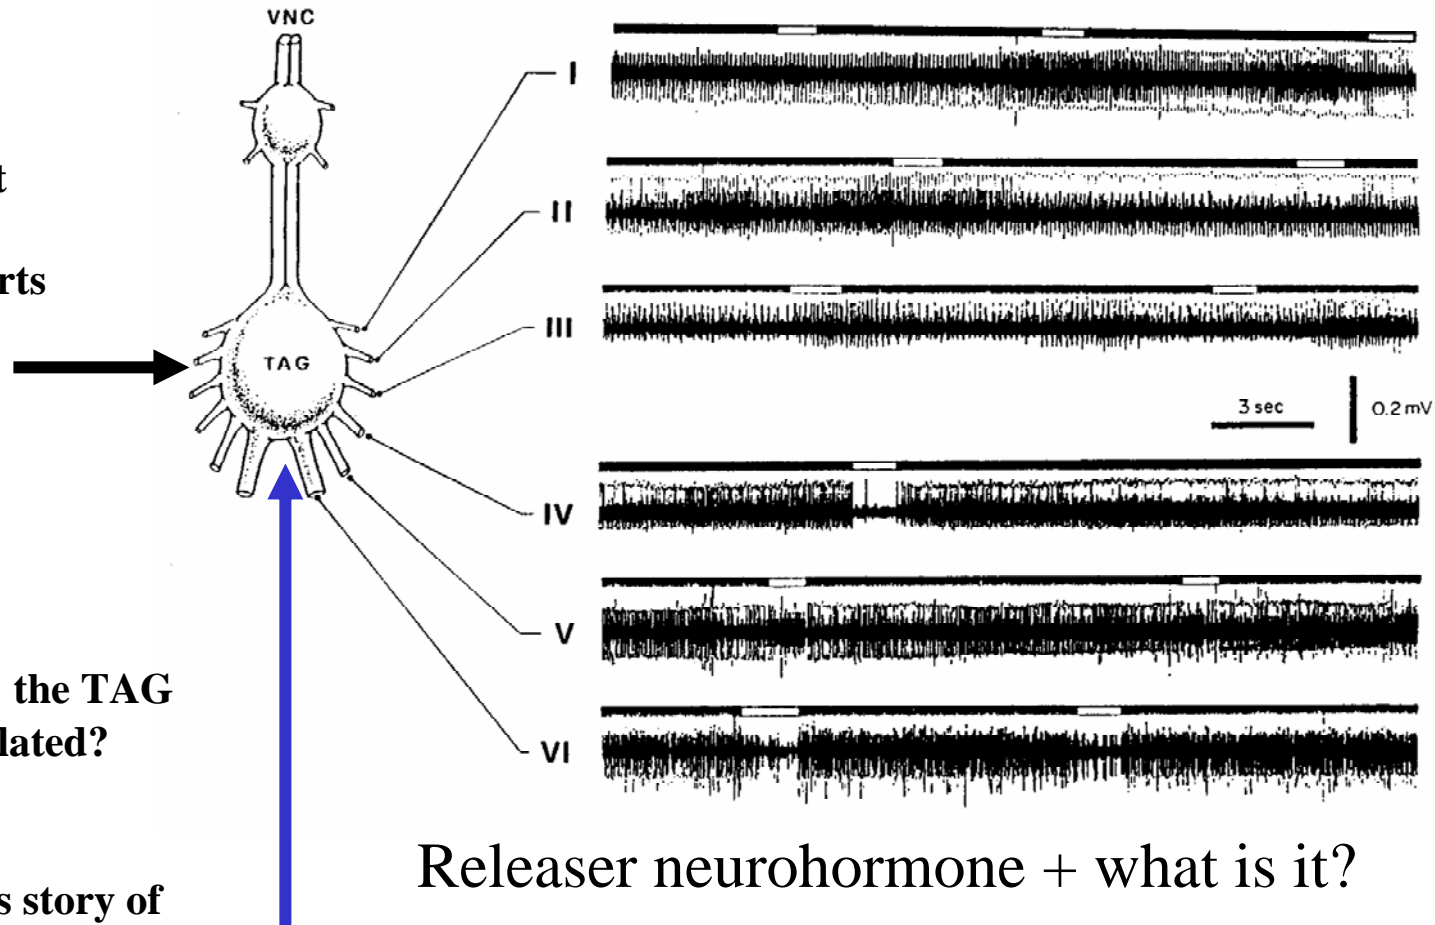 VNC
I
t
II
rts
III
TAG
3 sec
0.2 mV
IV
V
the TAG
lated?
VI
Releaser neurohormone + what is it?
s story of